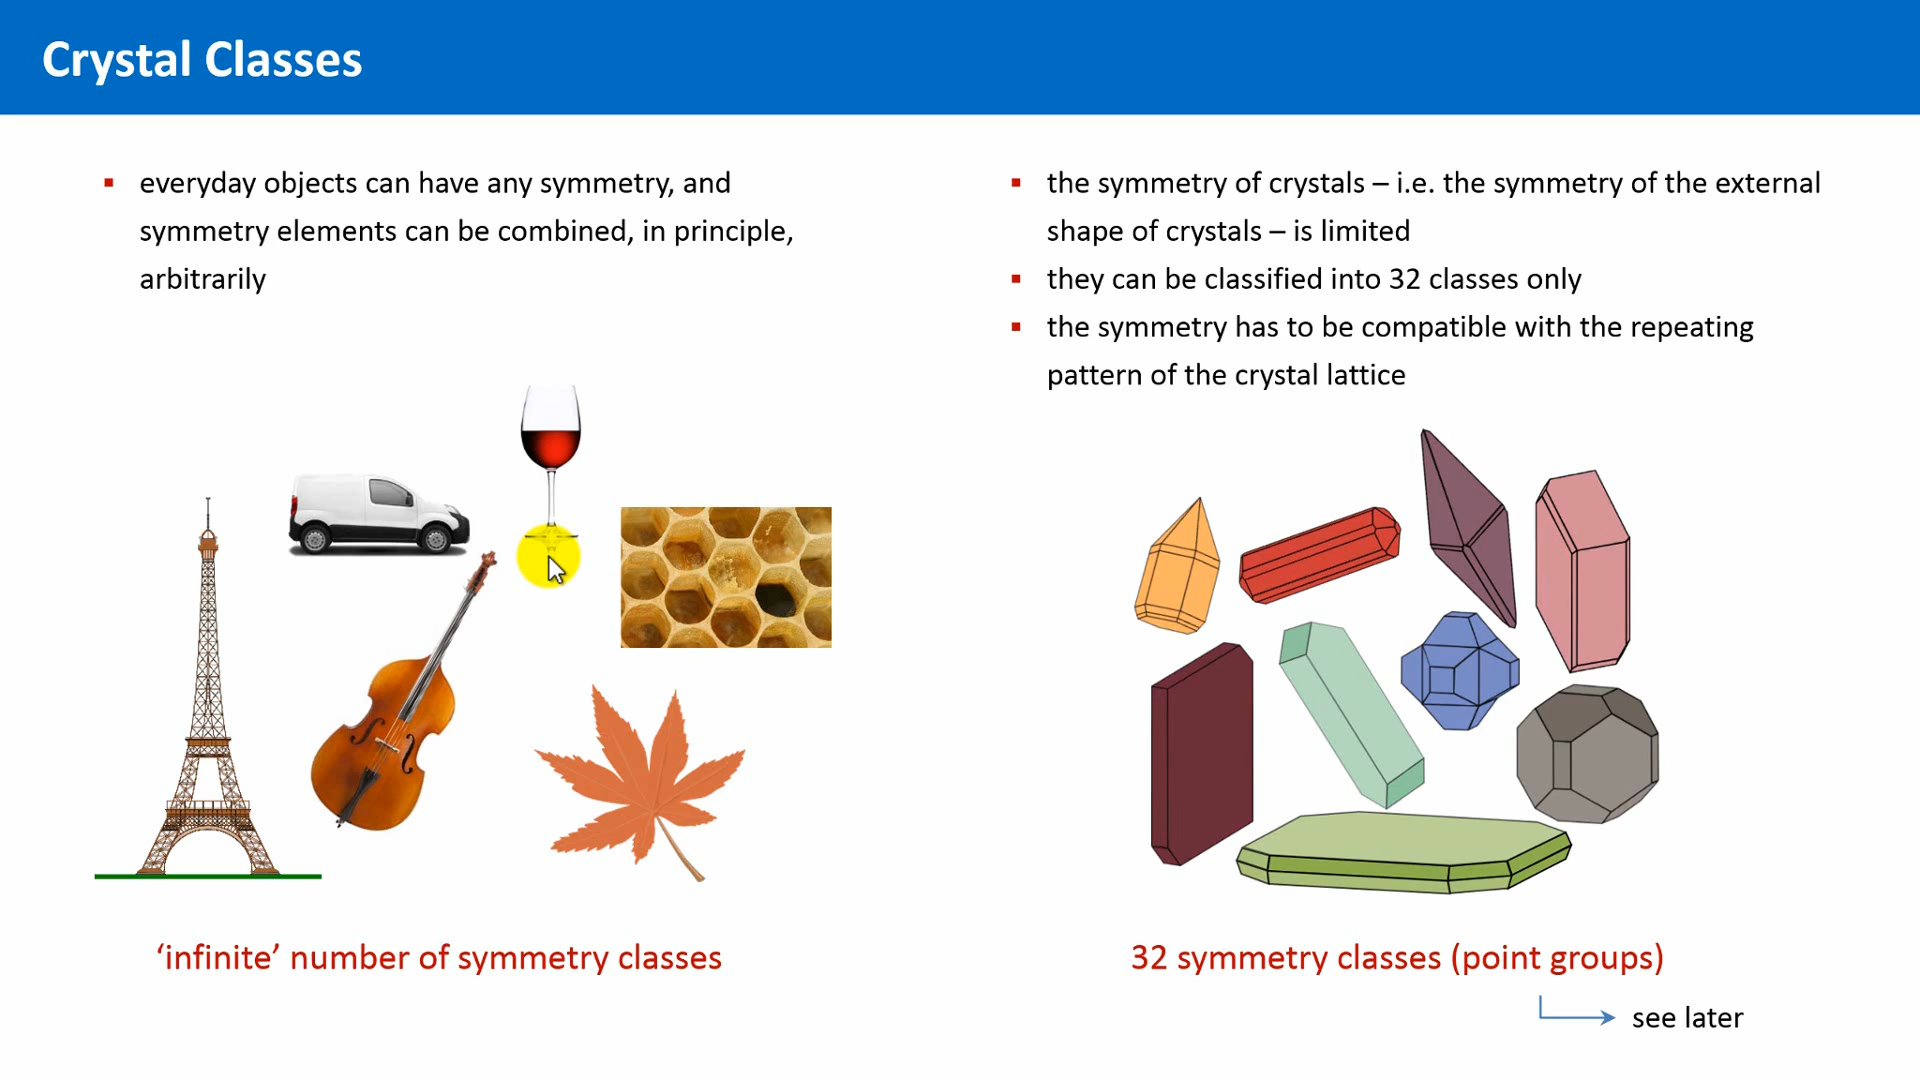 Crystal Classes
▪ everyday objects can have any symmetry, and
symmetry elements can be combined, in principle,
arbitrarily
▪ the symmetry of crystals – i.e. the symmetry of the external
shape of crystals – is limited
▪ they can be classified into 32 classes only
▪ the symmetry has to be compatible with the repeating
pattern of the crystal lattice
‘infinite’ number of symmetry classes
32 symmetry classes (point groups)
see later